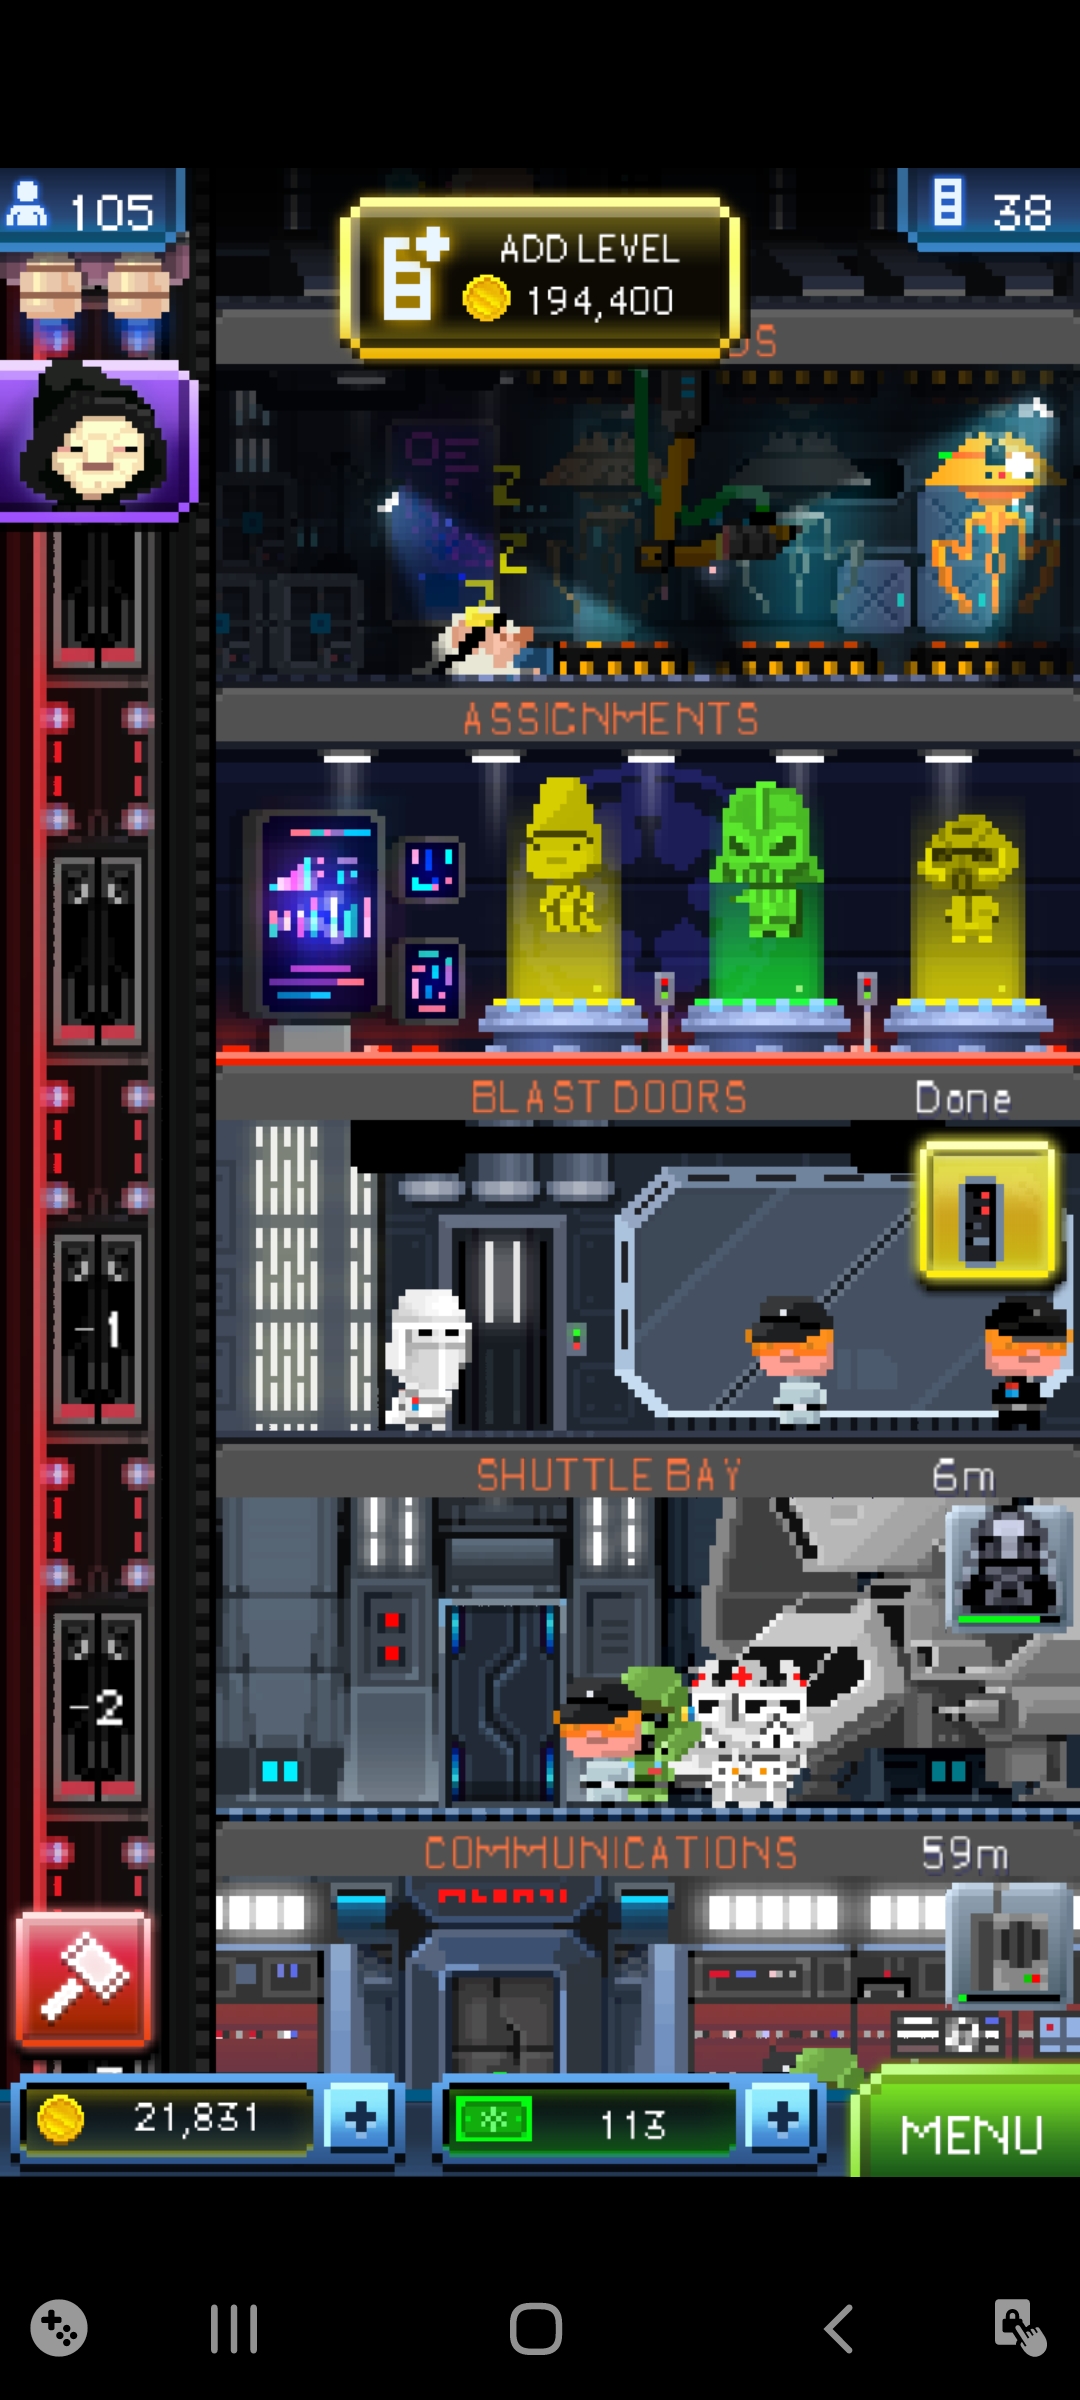 105
ADD LEVEL
194,400
38
ASSIGNMENTS
BLAST DOORS
Done
-1
SHUTTLE BAY
6m
-2
COMMUNICATIONS
59m
21,831
113
MENU